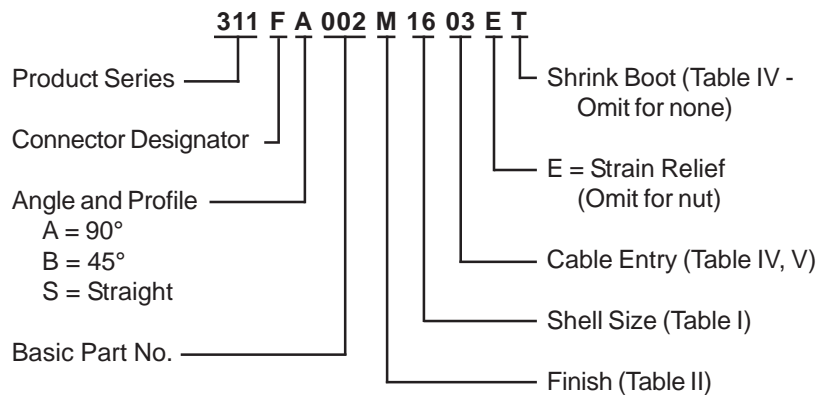 311 F A 002 M 16 03 E T
Product Series
Connector Designator
Angle and Profile
A = 90°
B = 45°
S = Straight
Basic Part No.
Shrink Boot (Table IV -
Omit for none)
E = Strain Relief
(Omit for nut)
Cable Entry (Table IV, V)
Shell Size (Table I)
Finish (Table II)